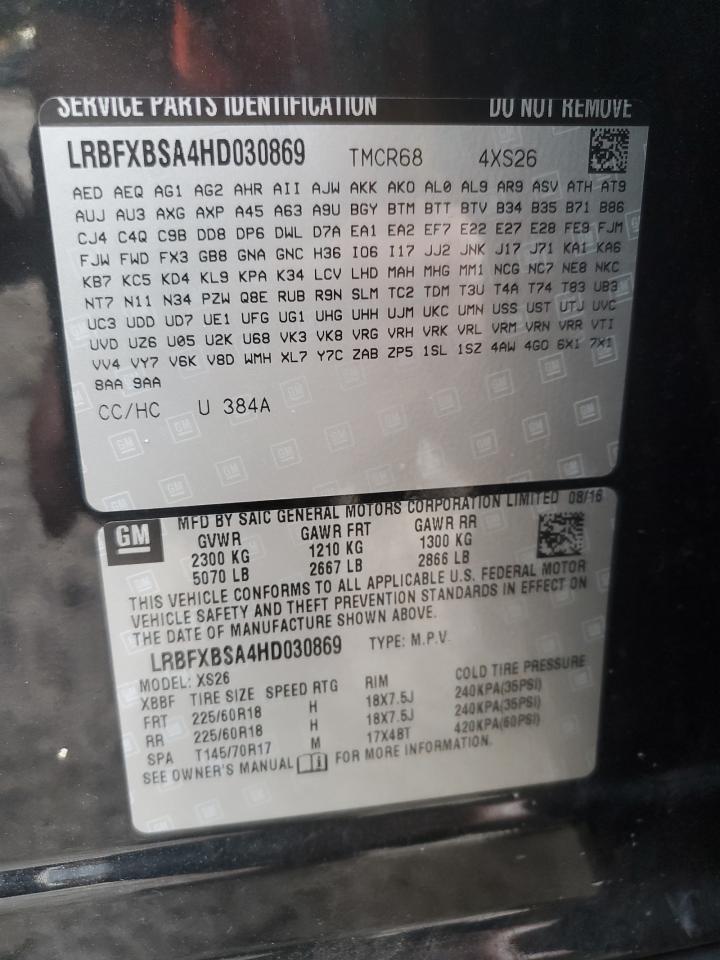 SERVICE PARTS IDENTIFICATION DO NOT REMOVE
LRBFXBSA4HD030869 TMCR68 4XS26
AED AEQ AG1 AG2 AHR AII AJW AKK AKO AL0 AL9 AR9 ASV ATH AT9
AUJ AU3 AXG AXP A45 A63 A9U BGY BTM BTT BTV B34 B35 B71 B86
CJ4 C4Q C9B DD8 DP6 DWL D7A EA1 EA2 EF7 E22 E27 E28 FE9 FJM
FJW FWD FX3 GB8 GNA GNC H36 IO6 I17 JJ2 JNK J17 J71 KA1 KA6
KB7 KC5 KD4 KL9 KPA K34 LCV LHD MAH MHG MM1 NCG NC7 NE8 NKC
NT7 N11 N34 PZW Q8E RUB R9N SLM TC2 TDM T3U T4A T74 T83 UB3
UC3 UDD UD7 UE1 UFG UG1 UHG UHH UJM UKC UMN USS UST UTJ UVC
UVD UZ6 U05 U2K U68 VK3 VK8 VRG VRH VRK VRL VRM VRN VRR VTI
VV4 VY7 V6K V8D WMH XL7 Y7C ZAB ZP5 1SL 1SZ 4AW 4GO 6X1 7X1
8AA 9AA
CC/HC U 384A
GM MFD BY SAIC GENERAL MOTORS CORPORATION LIMITED 08/16
GVWR GAWR FRT GAWR RR
2300 KG 1210 KG 1300 KG
5070 LB 2667 LB 2866 LB
THIS VEHICLE CONFORMS TO ALL APPLICABLE U.S. FEDERAL MOTOR
VEHICLE SAFETY AND THEFT PREVENTION STANDARDS IN EFFECT ON
THE DATE OF MANUFACTURE SHOWN ABOVE.
LRBFXBSA4HD030869 TYPE: M.P.V.
MODEL: XS26
XBBF TIRE SIZE SPEED RTG RIM COLD TIRE PRESSURE
FRT 225/60R18 H 18X7.5J 240KPA(35PSI)
RR 225/60R18 H 18X7.5J 240KPA(35PSI)
SPA T145/70R17 M 17X4BT 420KPA(60PSI)
SEE OWNER'S MANUAL FOR MORE INFORMATION.